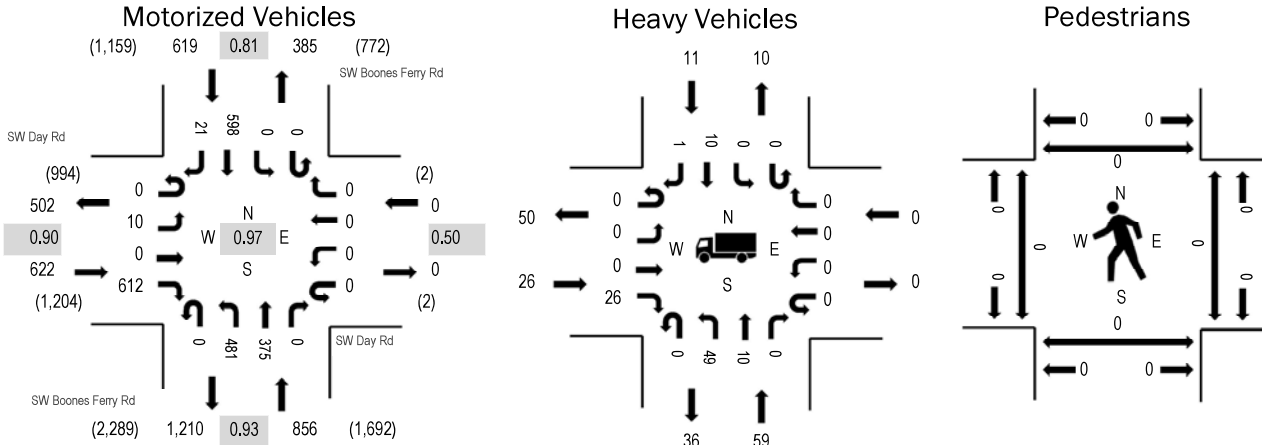 Motorized Vehicles
(1,159) 619 0.81 385 (772)
SW Boones Ferry Rd
SW Day Rd
21 598 0 0
(994)
502
0.90
622
(1,204)
0
10
0
612
N
W 0.97 E
S
0
0
0
0
(2)
0
0.50
0
(2)
0 481 375 0
SW Day Rd
SW Boones Ferry Rd
(2,289) 1,210 0.93 856 (1,692)
Heavy Vehicles
11 10
1 10 0 0
50
26
0
0
0
26
N
W E
S
0
0
0
0
0
0
0 49 10 0
36 59
Pedestrians
0 0
0
0
0
0
N
W E
S
0
0
0
0
0 0